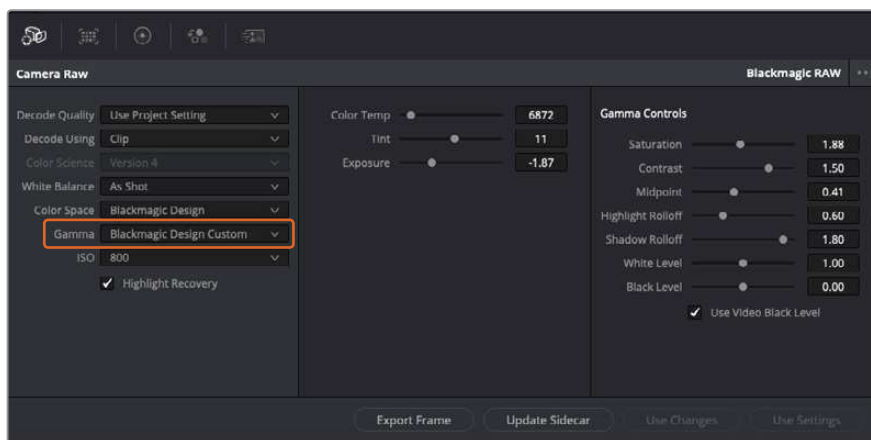 Camera Raw
Blackmagic RAW
Decode Quality Use Project Setting
Decode Using Clip
Color Science Version 4
White Balance As Shot
Color Space Blackmagic Design
Gamma Blackmagic Design Custom
ISO 800
Highlight Recovery
Color Temp 6872
Tint 11
Exposure -1.87
Gamma Controls
Saturation 1.88
Contrast 1.50
Midpoint 0.41
Highlight Rolloff 0.60
Shadow Rolloff 1.80
White Level 1.00
Black Level 0.00
Use Video Black Level
Export Frame
Update Sidecar
Use Changes
Use Settings